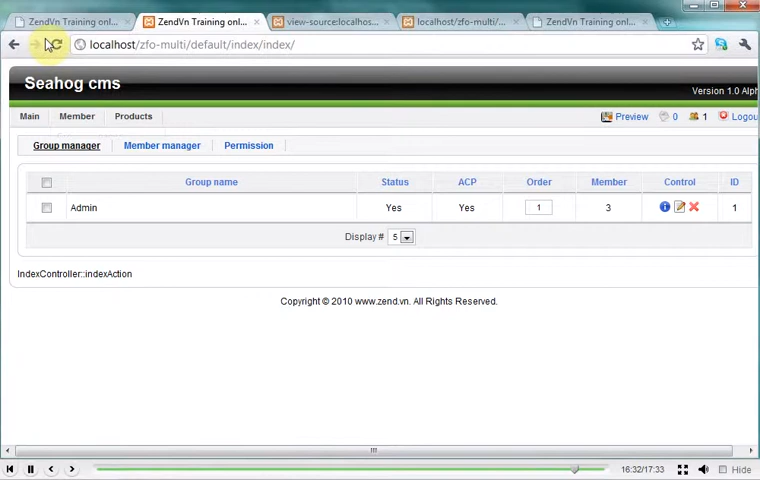 ZendVn Training onl...
ZendVn Training onl...
view-source:localhos...
localhost/zfo-multi/...
ZendVn Training onl...
localhost/zfo-multi/default/index/index/
Seahog cms
Version 1.0 Alph
Main Member Products
Preview 0 1 Logou
Group manager Member manager Permission
Group name Status ACP Order Member Control ID
Admin Yes Yes 1 3 1
Display # 5
IndexController::indexAction
Copyright © 2010 www.zend.vn. All Rights Reserved.
16:32/17:33 Hide